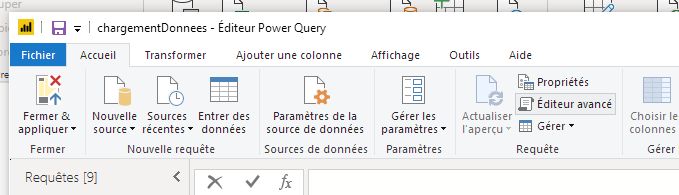 chargementDonnees - Éditeur Power Query
Fichier Accueil Transformer Ajouter une colonne Affichage Outils Aide
Fermer &
appliquer
Nouvelle
source
Sources
récentes
Entrer des
données
Paramètres de la
source de données
Gérer les
paramètres
Actualiser
l'aperçu
Propriétés
Éditeur avancé
Gérer
Choisir le
colonnes
Fermer Nouvelle requête Sources de données Paramètres Requête Gérer
Requêtes [9]
fx